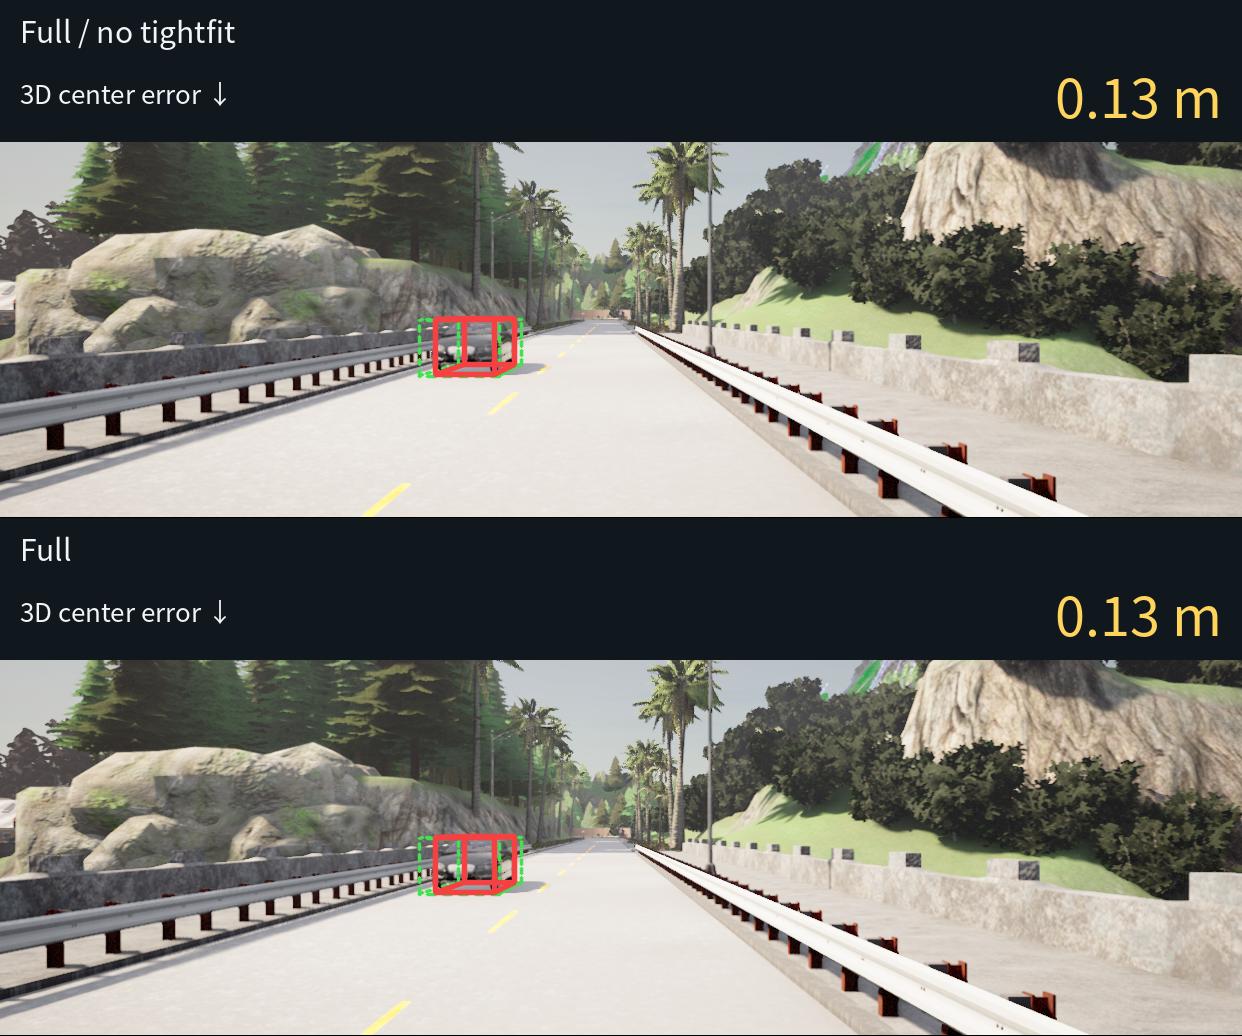 Full / no tightfit
3D center error ↓
0.13 m
Full
3D center error ↓
0.13 m